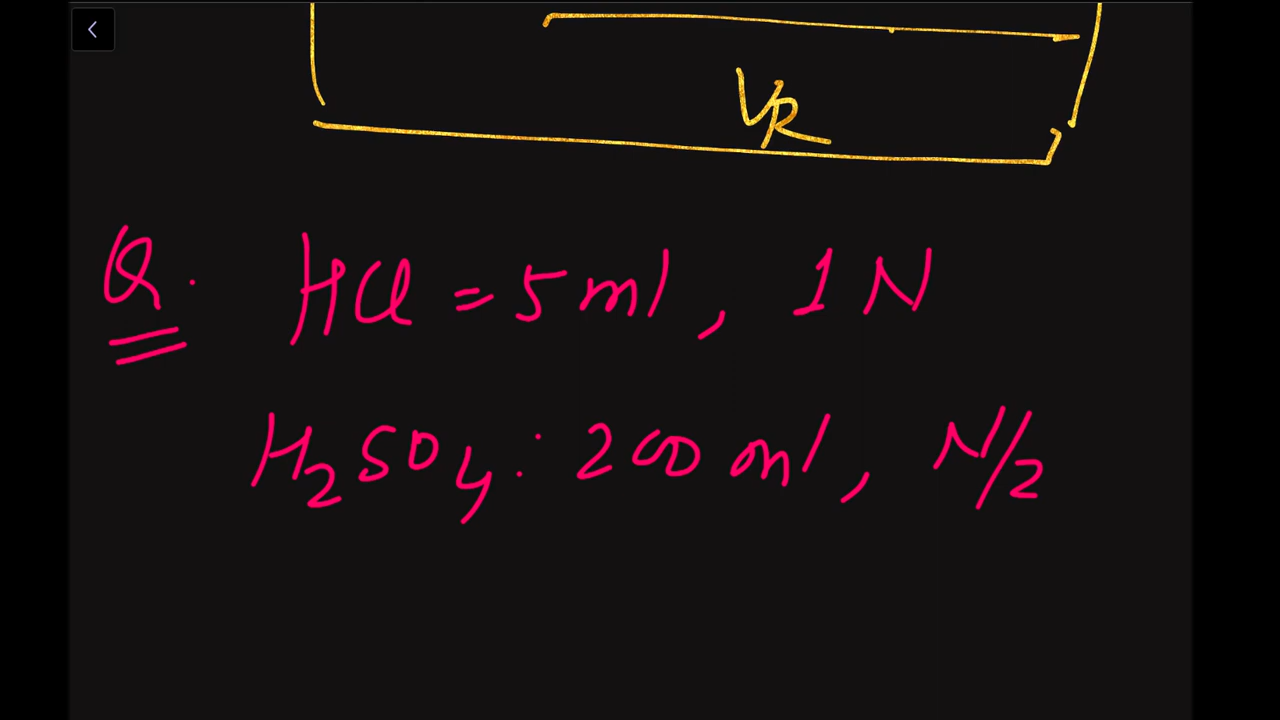 VR
Q. HCl = 5 ml, 1 N
H2SO4 : 200 ml, N/2